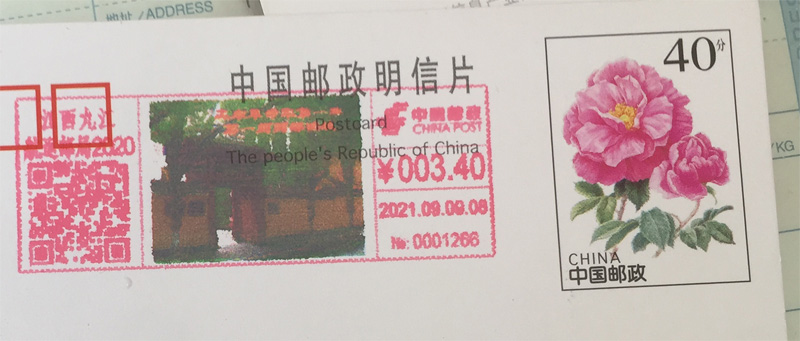 地址/ADDRESS
中国邮政明信片
Postcard
The people's Republic of China
江西九江
2020
中国邮政
CHINA POST
¥003.40
2021.09.09.08
№: 0001266
40分
CHINA
中国邮政
/KG